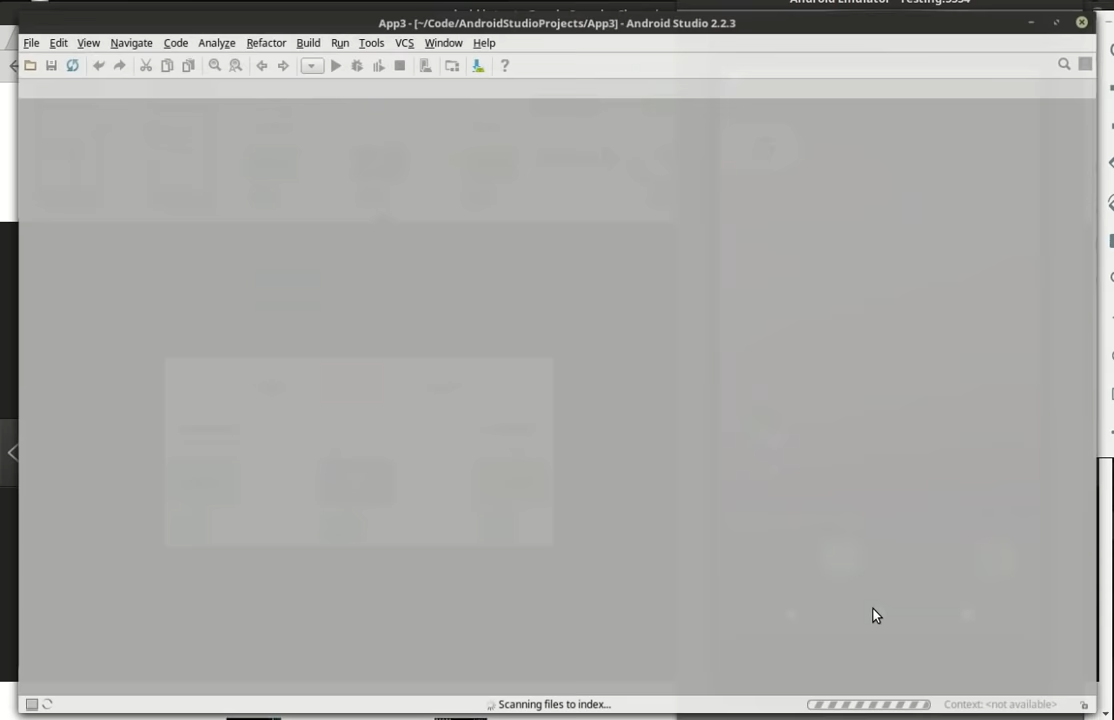 App3 - [~/Code/AndroidStudioProjects/App3] - Android Studio 2.2.3
File Edit View Navigate Code Analyze Refactor Build Run Tools VCS Window Help
Scanning files to index...
Context: <not available>